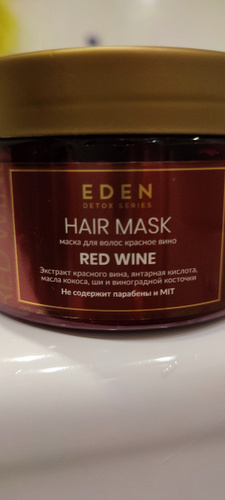 EDEN
DETOX SERIES
HAIR MASK
маска для волос красное вино
RED WINE
Экстракт красного вина, янтарная кислота,
масла кокоса, ши и виноградной косточки
Не содержит парабены и MIT